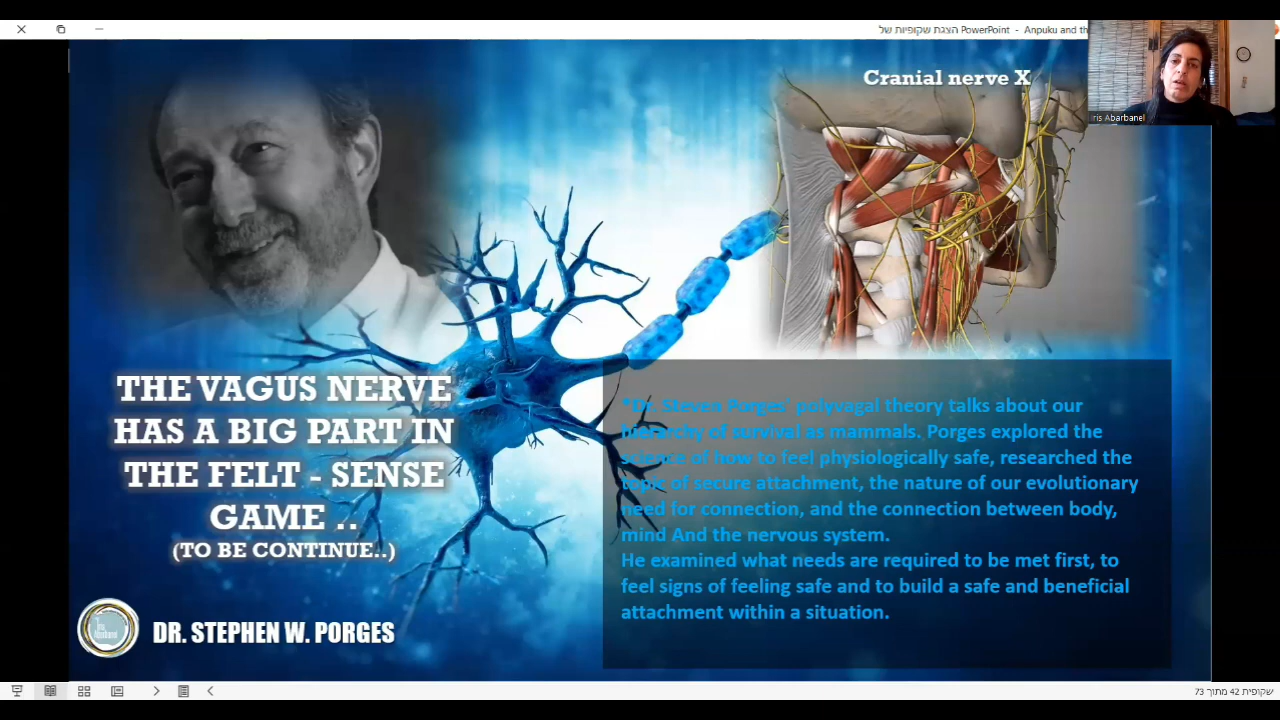 הצגת שקופיות של PowerPoint - Anpuku and th
Cranial nerve X
Iris Abarbanel
THE VAGUS NERVE
HAS A BIG PART IN
THE FELT - SENSE
GAME ..
(TO BE CONTINUE..)
Iris
Abarbanel
DR. STEPHEN W. PORGES
*Dr. Steven Porges' polyvagal theory talks about our
hierarchy of survival as mammals. Porges explored the
science of how to feel physiologically safe, researched the
topic of secure attachment, the nature of our evolutionary
need for connection, and the connection between body,
mind And the nervous system.
He examined what needs are required to be met first, to
feel signs of feeling safe and to build a safe and beneficial
attachment within a situation.
שקופית 42 מתוך 73